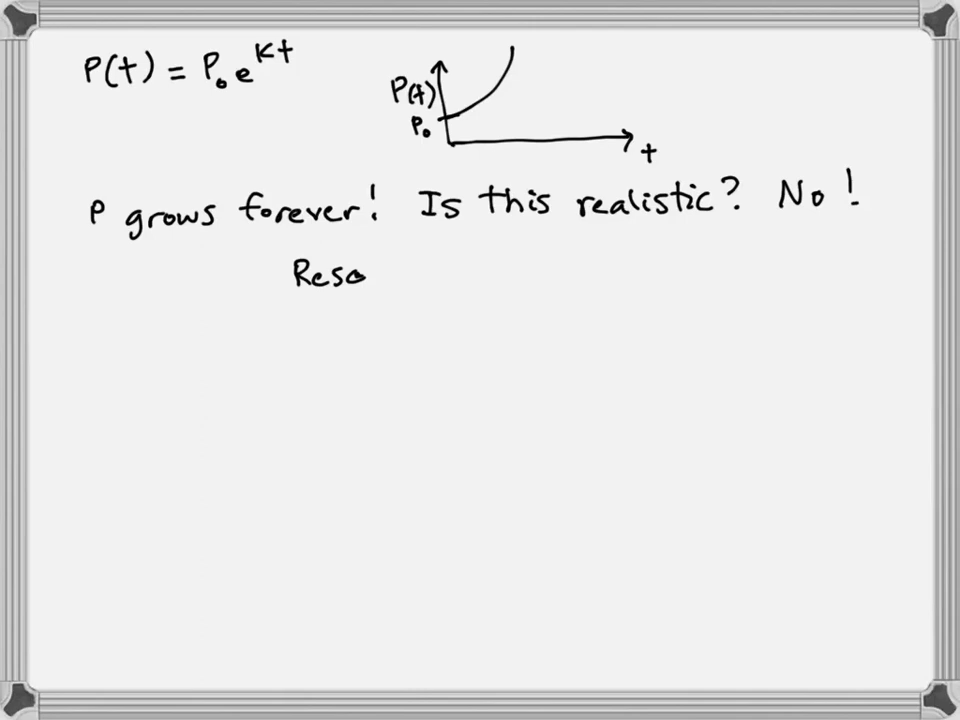 P(t) = P₀e^kt
P(t)
P₀
t
P grows forever! Is this realistic? No!
Reso